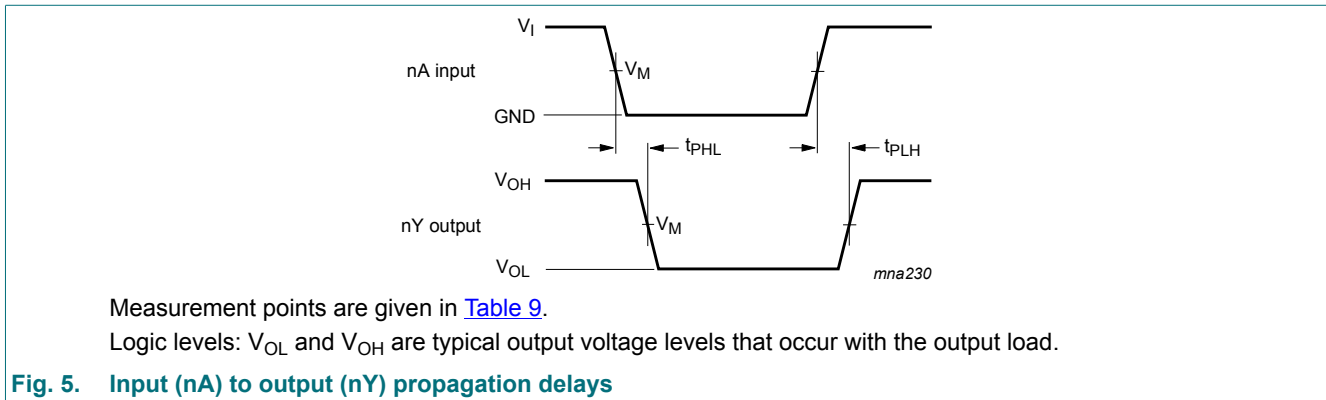 V_I
nA input
V_M
GND
t_PHL
t_PLH
V_OH
nY output
V_M
V_OL
mna230
Measurement points are given in Table 9.
Logic levels: V_OL and V_OH are typical output voltage levels that occur with the output load.
Fig. 5. Input (nA) to output (nY) propagation delays